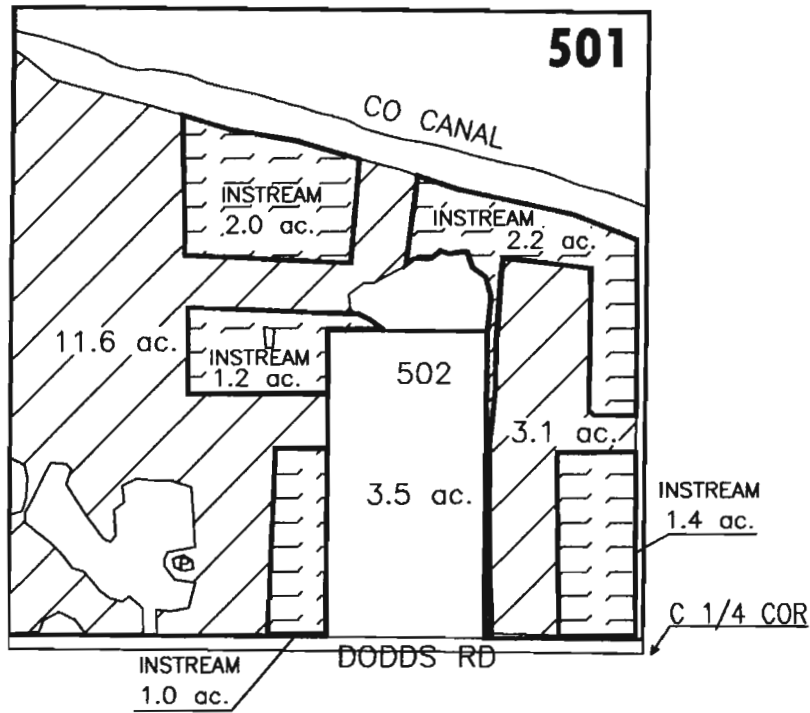 501
CO CANAL
INSTREAM
2.0 ac.
INSTREAM
2.2 ac.
11.6 ac.
INSTREAM
1.2 ac.
502
3.1 ac.
3.5 ac.
INSTREAM
1.4 ac.
P
C 1/4 COR
DODDS RD
INSTREAM
1.0 ac.